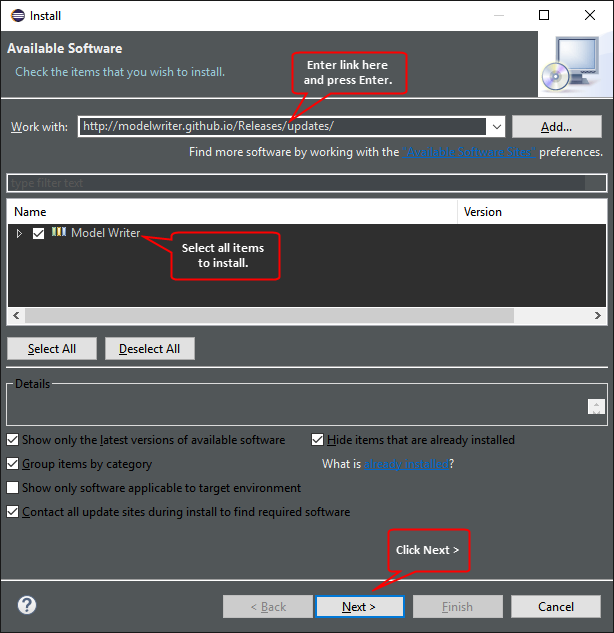 Install
Available Software
Check the items that you wish to install.
Enter link here
and press Enter.
Work with:
http://modelwriter.github.io/Releases/updates/
Add...
Find more software by working with the "Available Software Sites" preferences.
type filter text
Name
Version
Model Writer
Select all items
to install.
Select All
Deselect All
Details
Show only the latest versions of available software
Hide items that are already installed
Group items by category
What is already installed?
Show only software applicable to target environment
Contact all update sites during install to find required software
Click Next >
?
< Back
Next >
Finish
Cancel